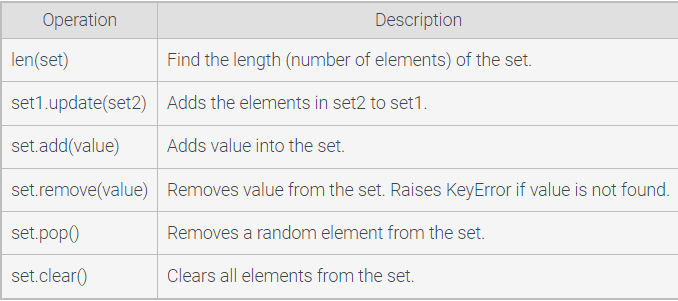 Operation Description
len(set) Find the length (number of elements) of the set.
set1.update(set2) Adds the elements in set2 to set1.
set.add(value) Adds value into the set.
set.remove(value) Removes value from the set. Raises KeyError if value is not found.
set.pop() Removes a random element from the set.
set.clear() Clears all elements from the set.